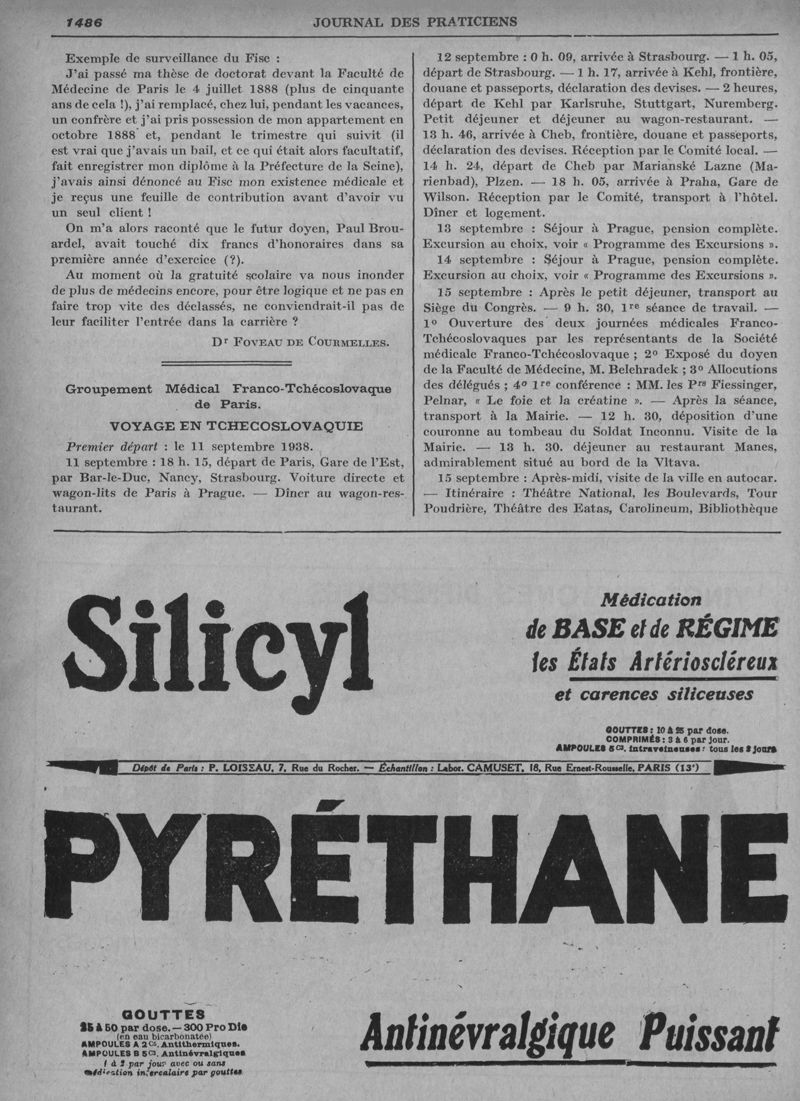 1486
JOURNAL DES PRATICIENS
Exemple de surveillance du Fisc :
J'ai passé ma thèse de doctorat devant la Faculté de
Médecine de Paris le 4 juillet 1888 (plus de cinquante
ans de cela !), j'ai remplacé, chez lui, pendant les vacances,
un confrère et j'ai pris possession de mon appartement en
octobre 1888 et, pendant le trimestre qui suivit (il
est vrai que j'avais un bail, et ce qui était alors facultatif,
fait enregistrer mon diplôme à la Préfecture de la Seine),
j'avais ainsi dénoncé au Fisc mon existence médicale et
je reçus une feuille de contribution avant d'avoir vu
un seul client !
On m'a alors raconté que le futur doyen, Paul Brou-
ardel, avait touché dix francs d'honoraires dans sa
première année d'exercice (?).
Au moment où la gratuité scolaire va nous inonder
de plus de médecins encore, pour être logique et ne pas en
faire trop vite des déclassés, ne conviendrait-il pas de
leur faciliter l'entrée dans la carrière ?
Dr FOVEAU DE COURMELLES.
Groupement Médical Franco-Tchécoslovaque
de Paris.
VOYAGE EN TCHECOSLOVAQUIE
Premier départ : le 11 septembre 1938.
11 septembre : 18 h. 15, départ de Paris, Gare de l'Est,
par Bar-le-Duc, Nancy, Strasbourg. Voiture directe et
wagon-lits de Paris à Prague. — Dîner au wagon-res-
taurant.
12 septembre : 0 h. 09, arrivée à Strasbourg. — 1 h. 05,
départ de Strasbourg. — 1 h. 17, arrivée à Kehl, frontière,
douane et passeports, déclaration des devises. — 2 heures,
départ de Kehl par Karlsruhe, Stuttgart, Nuremberg.
Petit déjeuner et déjeuner au wagon-restaurant. —
13 h. 46, arrivée à Cheb, frontière, douane et passeports,
déclaration des devises. Réception par le Comité local. —
14 h. 24, départ de Cheb par Marianské Lazne (Ma-
rienbad), Plzen. — 18 h. 05, arrivée à Praha, Gare de
Wilson. Réception par le Comité, transport à l'hôtel.
Dîner et logement.
13 septembre : Séjour à Prague, pension complète.
Excursion au choix, voir « Programme des Excursions ».
14 septembre : Séjour à Prague, pension complète.
Excursion au choix, voir « Programme des Excursions ».
15 septembre : Après le petit déjeuner, transport au
Siège du Congrès. — 9 h. 30, 1re séance de travail. —
1° Ouverture des deux journées médicales Franco-
Tchécoslovaques par les représentants de la Société
médicale Franco-Tchécoslovaque ; 2° Exposé du doyen
de la Faculté de Médecine, M. Belehradek ; 3° Allocutions
des délégués ; 4° 1re conférence : MM. les Prs Fiessinger,
Pelnar, « Le foie et la créatine ». — Après la séance,
transport à la Mairie. — 12 h. 30, déposition d'une
couronne au tombeau du Soldat Inconnu. Visite de la
Mairie. — 13 h. 30. déjeuner au restaurant Manes,
admirablement situé au bord de la Vltava.
15 septembre : Après-midi, visite de la ville en autocar.
— Itinéraire : Théâtre National, les Boulevards, Tour
Poudrière, Théâtre des Eatas, Carolineum, Bibliothèque
Silicyl
Médication
de BASE et de RÉGIME
les États Artérioscléreux
et carences siliceuses
GOUTTES : 10 à 25 par dose.
COMPRIMÉS : 3 à 6 par jour.
AMPOULES 5cc. intraveineuses : tous les 2 jours
Dépôt de Paris : P. LOISEAU, 7, Rue du Rocher. — Échantillon : Labor. CAMUSET, 18, Rue Ernest-Rousselle, PARIS (13e)
PYRÉTHANE
GOUTTES
25 à 50 par dose. — 300 Pro Die
(en eau bicarbonatée)
AMPOULES A 2cc. Antithermiques.
AMPOULES B 5cc. Antinévralgiques
1 à 2 par jour avec ou sans
médication intercalaire par gouttes
Antinévralgique Puissant